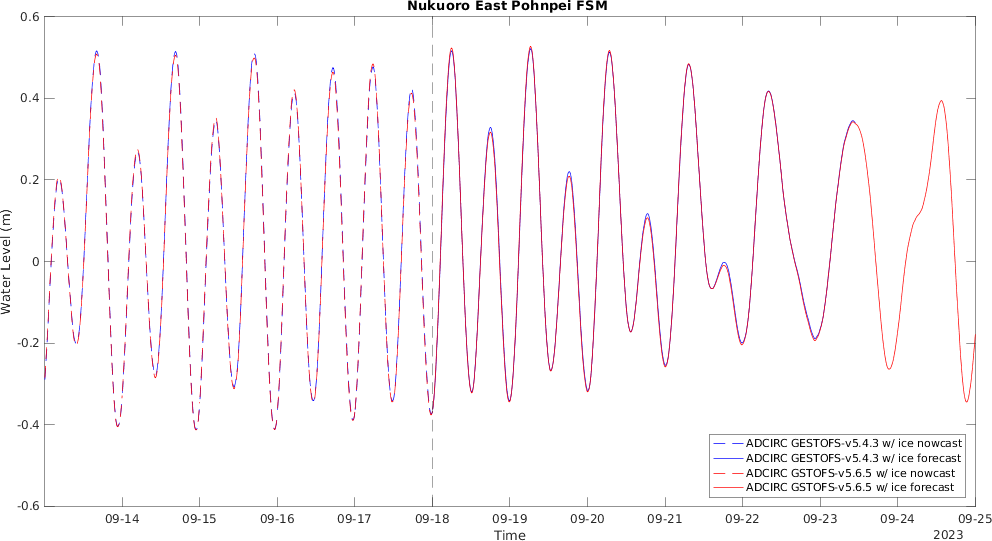 Nukuoro East Pohnpei FSM
0.6
0.4
0.2
0
-0.2
-0.4
-0.6
Water Level (m)
ADCIRC GESTOFS-v5.4.3 w/ ice nowcast
ADCIRC GESTOFS-v5.4.3 w/ ice forecast
ADCIRC GSTOFS-v5.6.5 w/ ice nowcast
ADCIRC GSTOFS-v5.6.5 w/ ice forecast
09-14 09-15 09-16 09-17 09-18 09-19 09-20 09-21 09-22 09-23 09-24 09-25
Time
2023